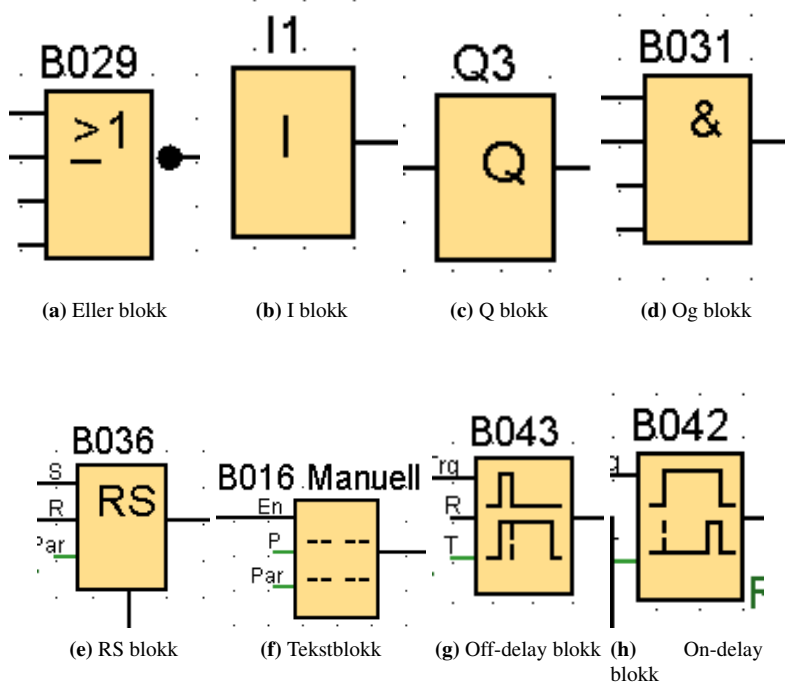 B029
I1
Q3
B031
≥1
I
Q
&
(a) Eller blokk
(b) I blokk
(c) Q blokk
(d) Og blokk
B036
B016 Manuell
B043
B042
S
R
Par
RS
En
P
Par
Trq
R
T
(e) RS blokk
(f) Tekstblokk
(g) Off-delay blokk
(h) On-delay
blokk